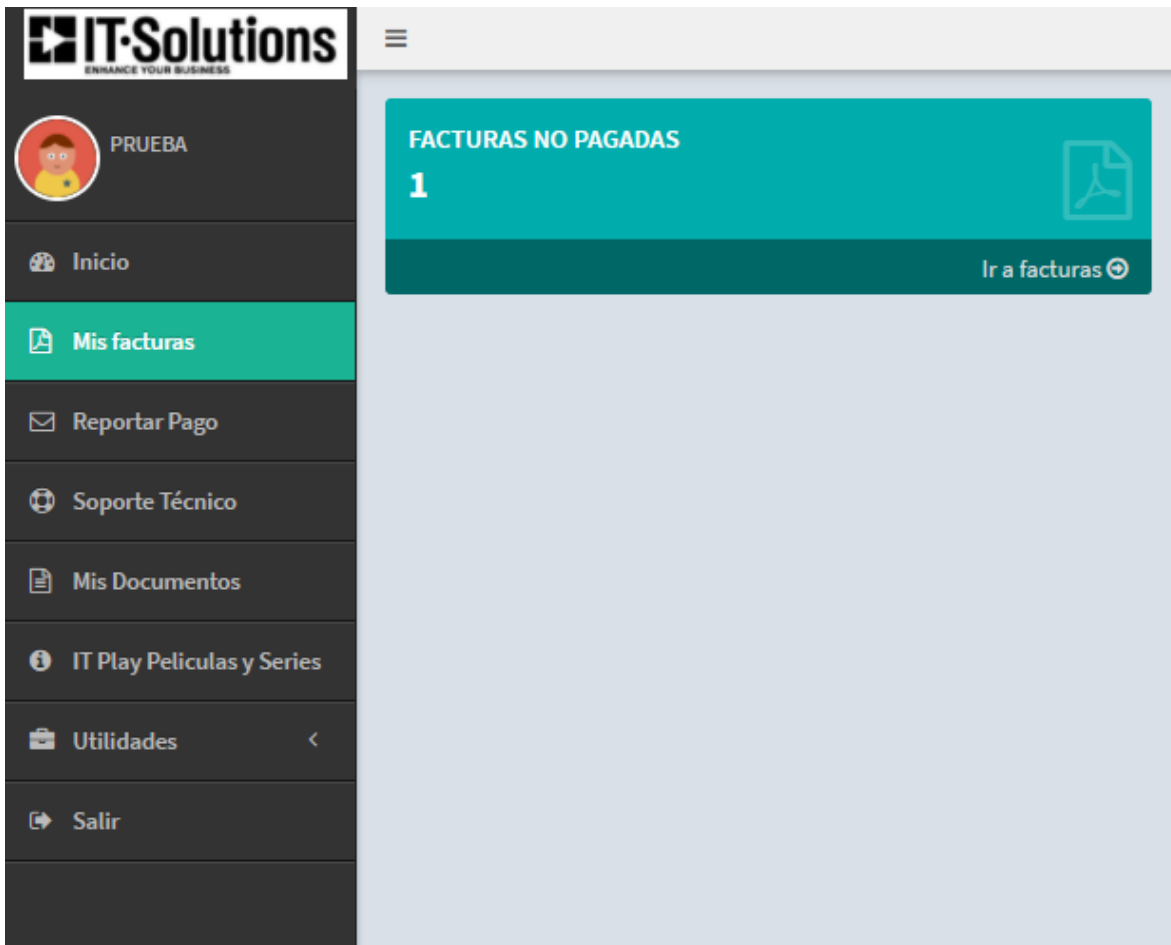 IT·Solutions
ENHANCE YOUR BUSINESS
PRUEBA
Inicio
Mis facturas
Reportar Pago
Soporte Técnico
Mis Documentos
IT Play Peliculas y Series
Utilidades
Salir
FACTURAS NO PAGADAS
1
Ir a facturas